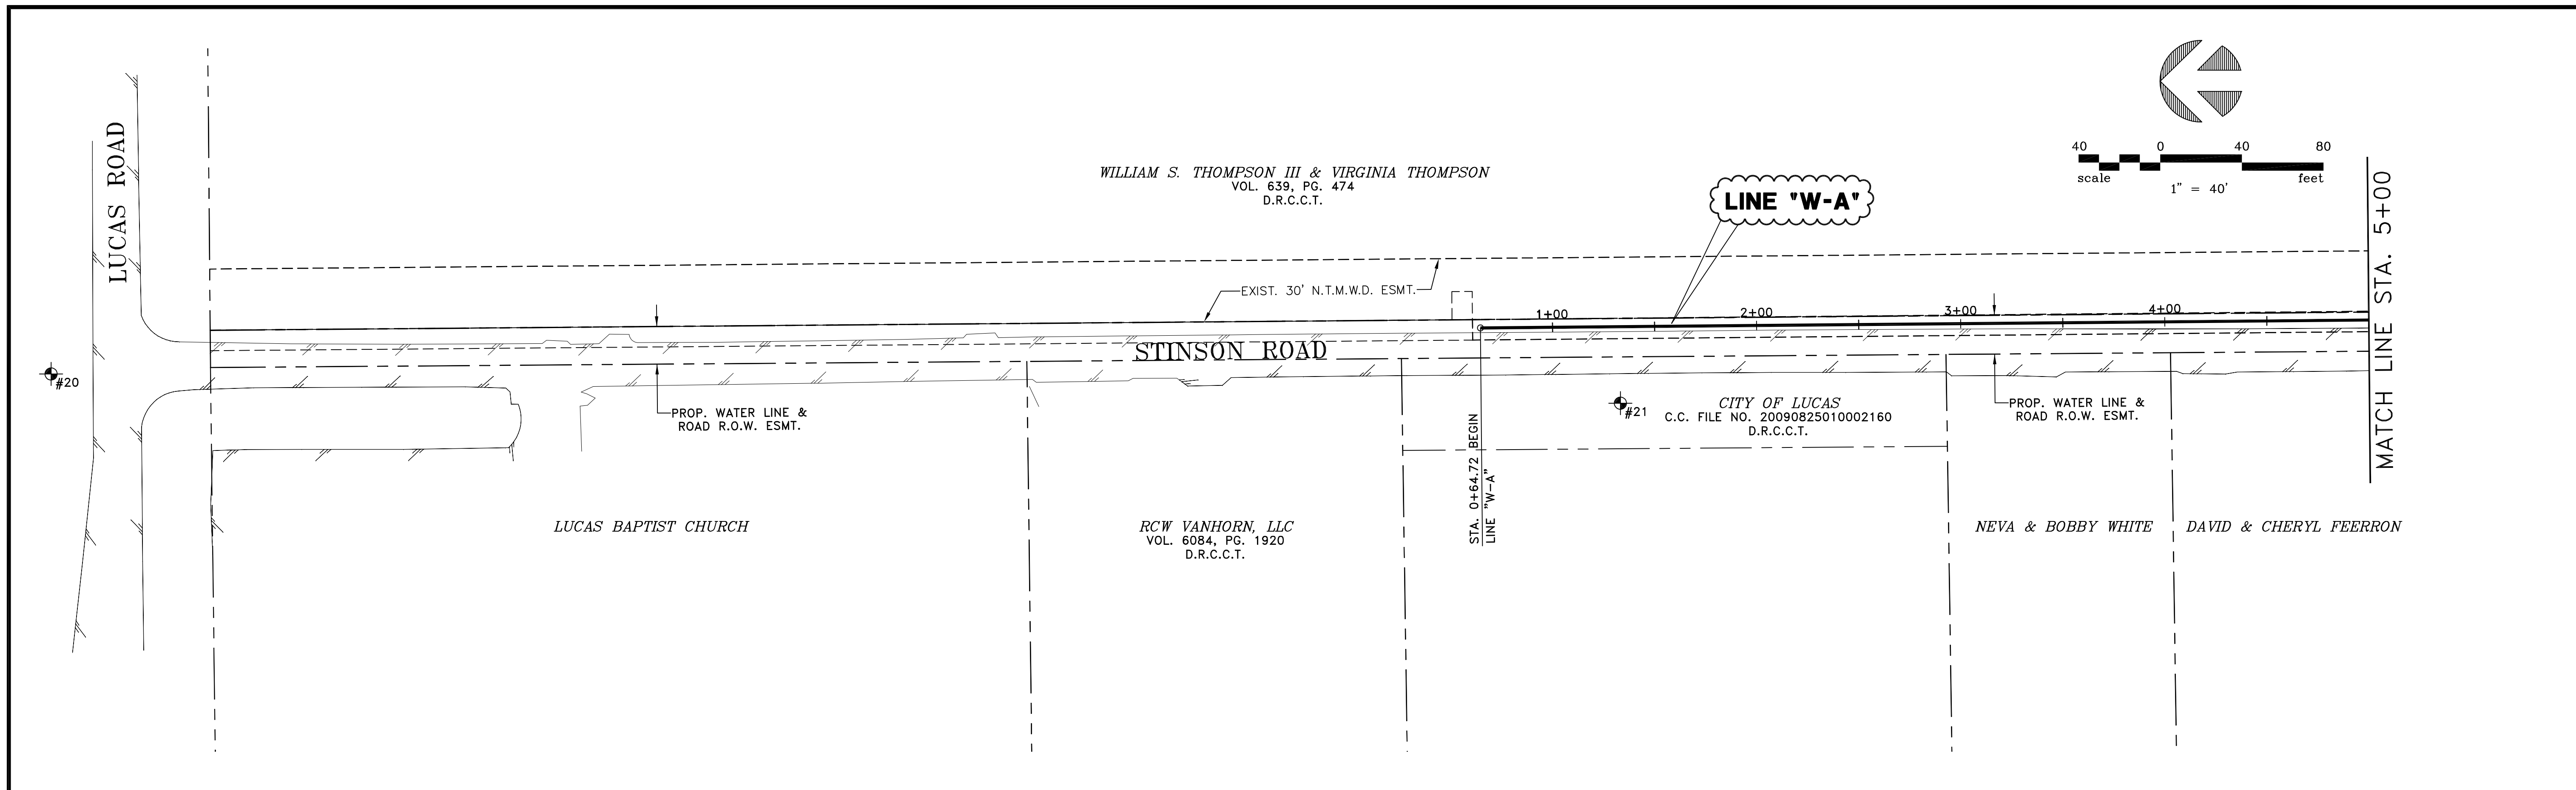 LUCAS ROAD
#20
WILLIAM S. THOMPSON III & VIRGINIA THOMPSON
VOL. 639, PG. 474
D.R.C.C.T.
LINE "W-A"
40 0 40 80
scale feet
1" = 40'
MATCH LINE STA. 5+00
EXIST. 30' N.T.M.W.D. ESMT.
1+00 2+00 3+00 4+00
STINSON ROAD
PROP. WATER LINE &
ROAD R.O.W. ESMT.
#21
CITY OF LUCAS
C.C. FILE NO. 20090825010002160
D.R.C.C.T.
PROP. WATER LINE &
ROAD R.O.W. ESMT.
STA. 0+64.72 BEGIN
LINE "W-A"
LUCAS BAPTIST CHURCH
RCW VANHORN, LLC
VOL. 6084, PG. 1920
D.R.C.C.T.
NEVA & BOBBY WHITE
DAVID & CHERYL FEERRON